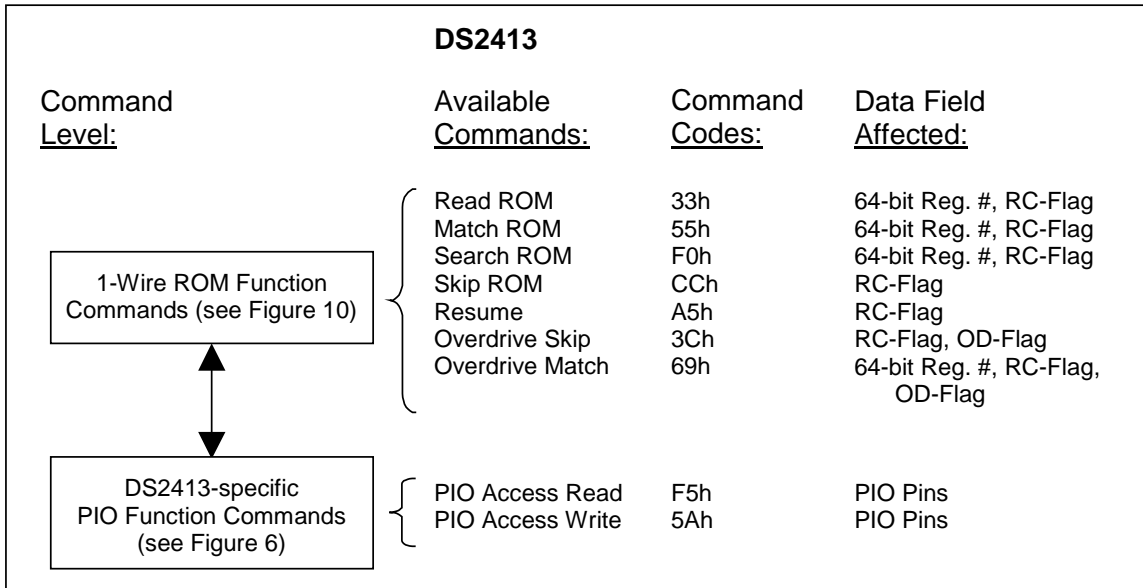 DS2413
Command Level:
Available Commands:
Command Codes:
Data Field Affected:
1-Wire ROM Function
Commands (see Figure 10)
Read ROM 33h 64-bit Reg. #, RC-Flag
Match ROM 55h 64-bit Reg. #, RC-Flag
Search ROM F0h 64-bit Reg. #, RC-Flag
Skip ROM CCh RC-Flag
Resume A5h RC-Flag
Overdrive Skip 3Ch RC-Flag, OD-Flag
Overdrive Match 69h 64-bit Reg. #, RC-Flag,
OD-Flag
DS2413-specific
PIO Function Commands
(see Figure 6)
PIO Access Read F5h PIO Pins
PIO Access Write 5Ah PIO Pins